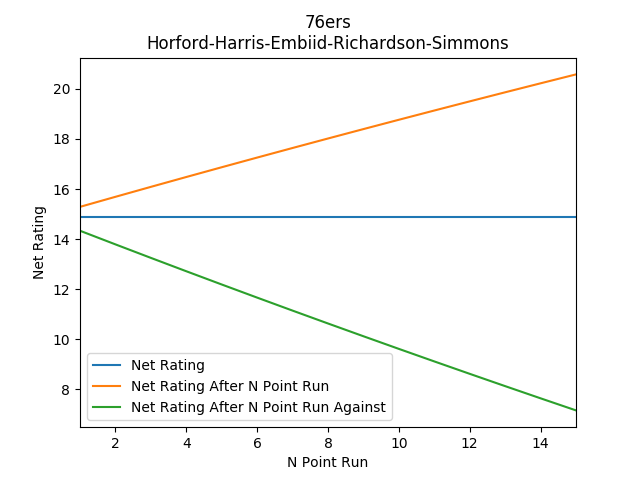 76ers
Horford-Harris-Embiid-Richardson-Simmons
20
18
16
14
12
10
8
Net Rating
Net Rating
Net Rating After N Point Run
Net Rating After N Point Run Against
2 4 6 8 10 12 14
N Point Run